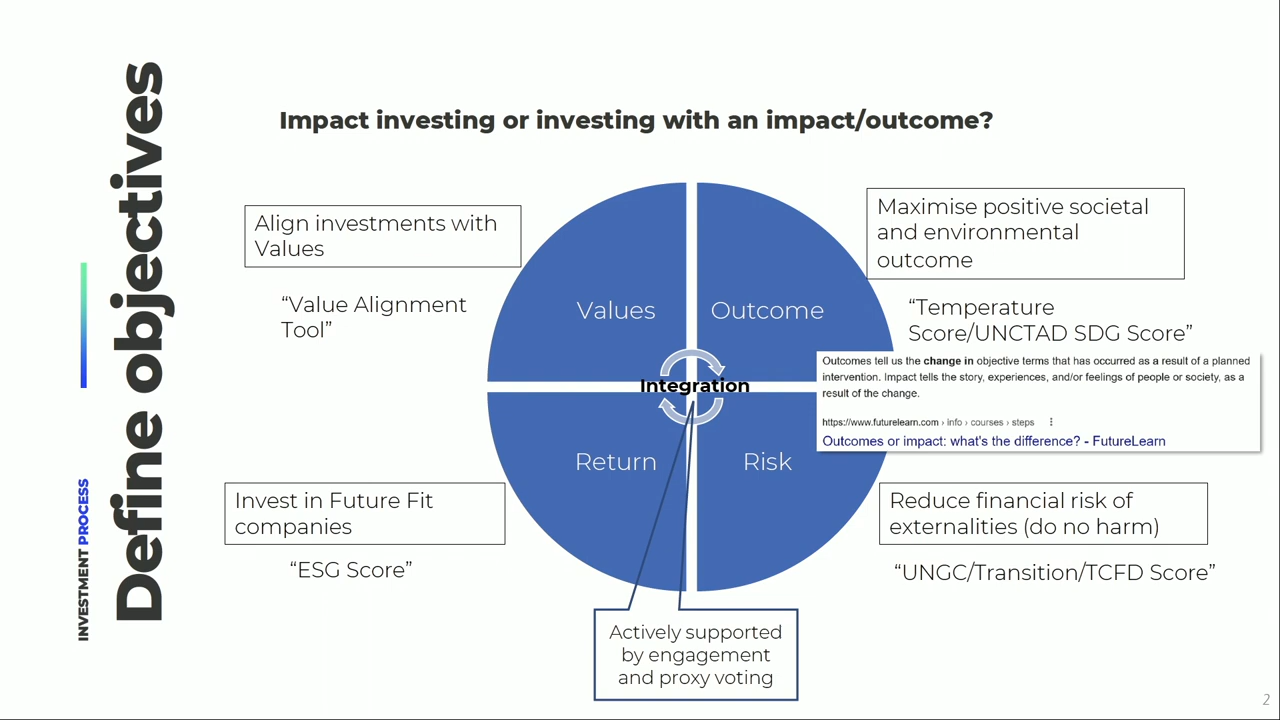 Define objectives
INVESTMENT PROCESS
Impact investing or investing with an impact/outcome?
Align investments with
Values
“Value Alignment
Tool”
Maximise positive societal
and environmental
outcome
“Temperature
Score/UNCTAD SDG Score”
Values
Outcome
Integration
Return
Risk
Outcomes tell us the change in objective terms that has occurred as a result of a planned
intervention. Impact tells the story, experiences, and/or feelings of people or society, as a
result of the change.
https://www.futurelearn.com › info › courses › steps
Outcomes or impact: what's the difference? - FutureLearn
Invest in Future Fit
companies
“ESG Score”
Reduce financial risk of
externalities (do no harm)
“UNGC/Transition/TCFD Score”
Actively supported
by engagement
and proxy voting
2